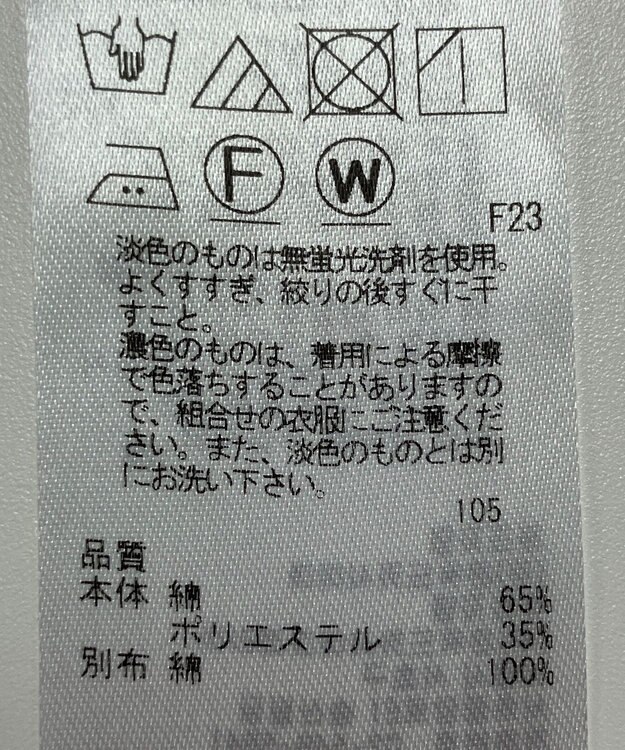 F W
F23
淡色のものは無蛍光洗剤を使用。
よくすすぎ、絞りの後すぐに干
すこと。
濃色のものは、着用による摩擦
で色落ちすることがありますの
で、組合せの衣服にご注意くだ
さい。また、淡色のものとは別
にお洗い下さい。
105
品質
本体 綿 65%
ポリエステル 35%
別布 綿 100%